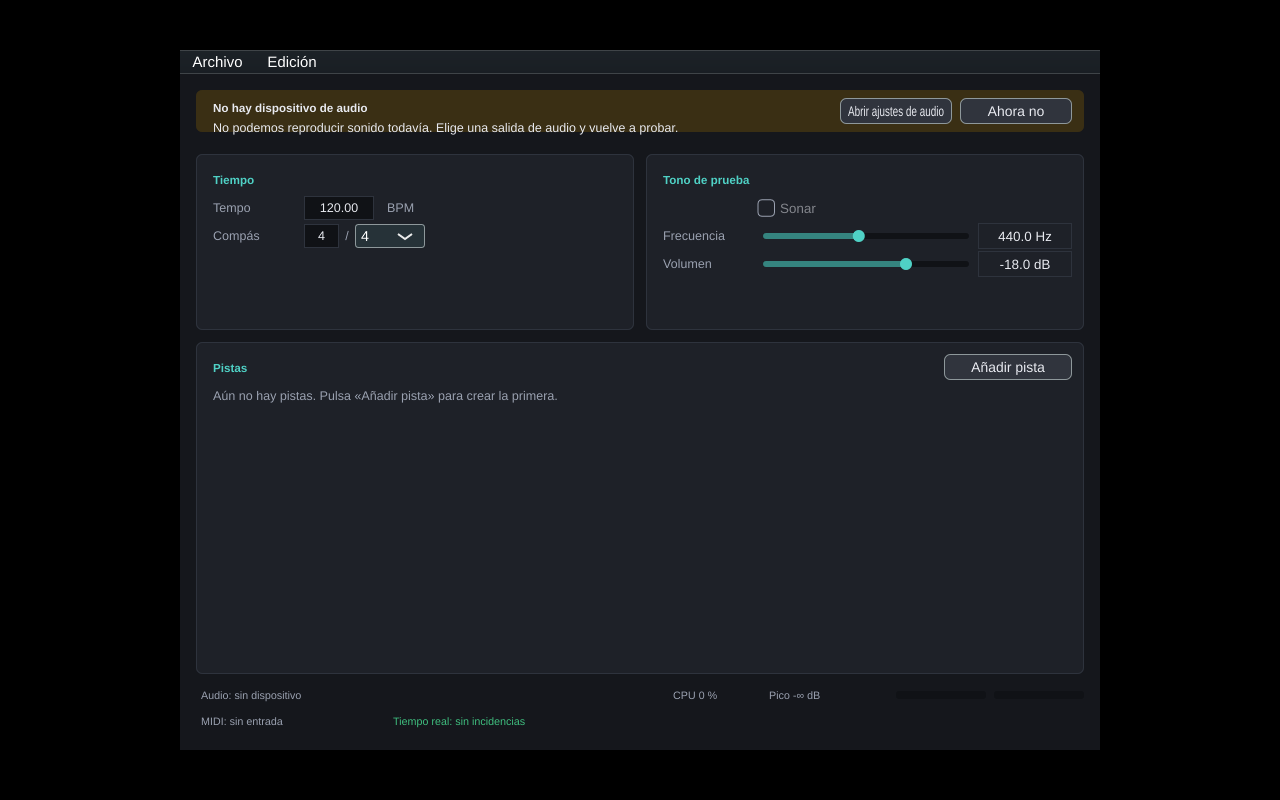 Archivo Edición
No hay dispositivo de audio
No podemos reproducir sonido todavía. Elige una salida de audio y vuelve a probar.
Abrir ajustes de audio Ahora no
Tiempo
Tempo 120.00 BPM
Compás 4 / 4
Tono de prueba
Sonar
Frecuencia 440.0 Hz
Volumen -18.0 dB
Pistas
Añadir pista
Aún no hay pistas. Pulsa «Añadir pista» para crear la primera.
Audio: sin dispositivo CPU 0 % Pico -∞ dB
MIDI: sin entrada Tiempo real: sin incidencias